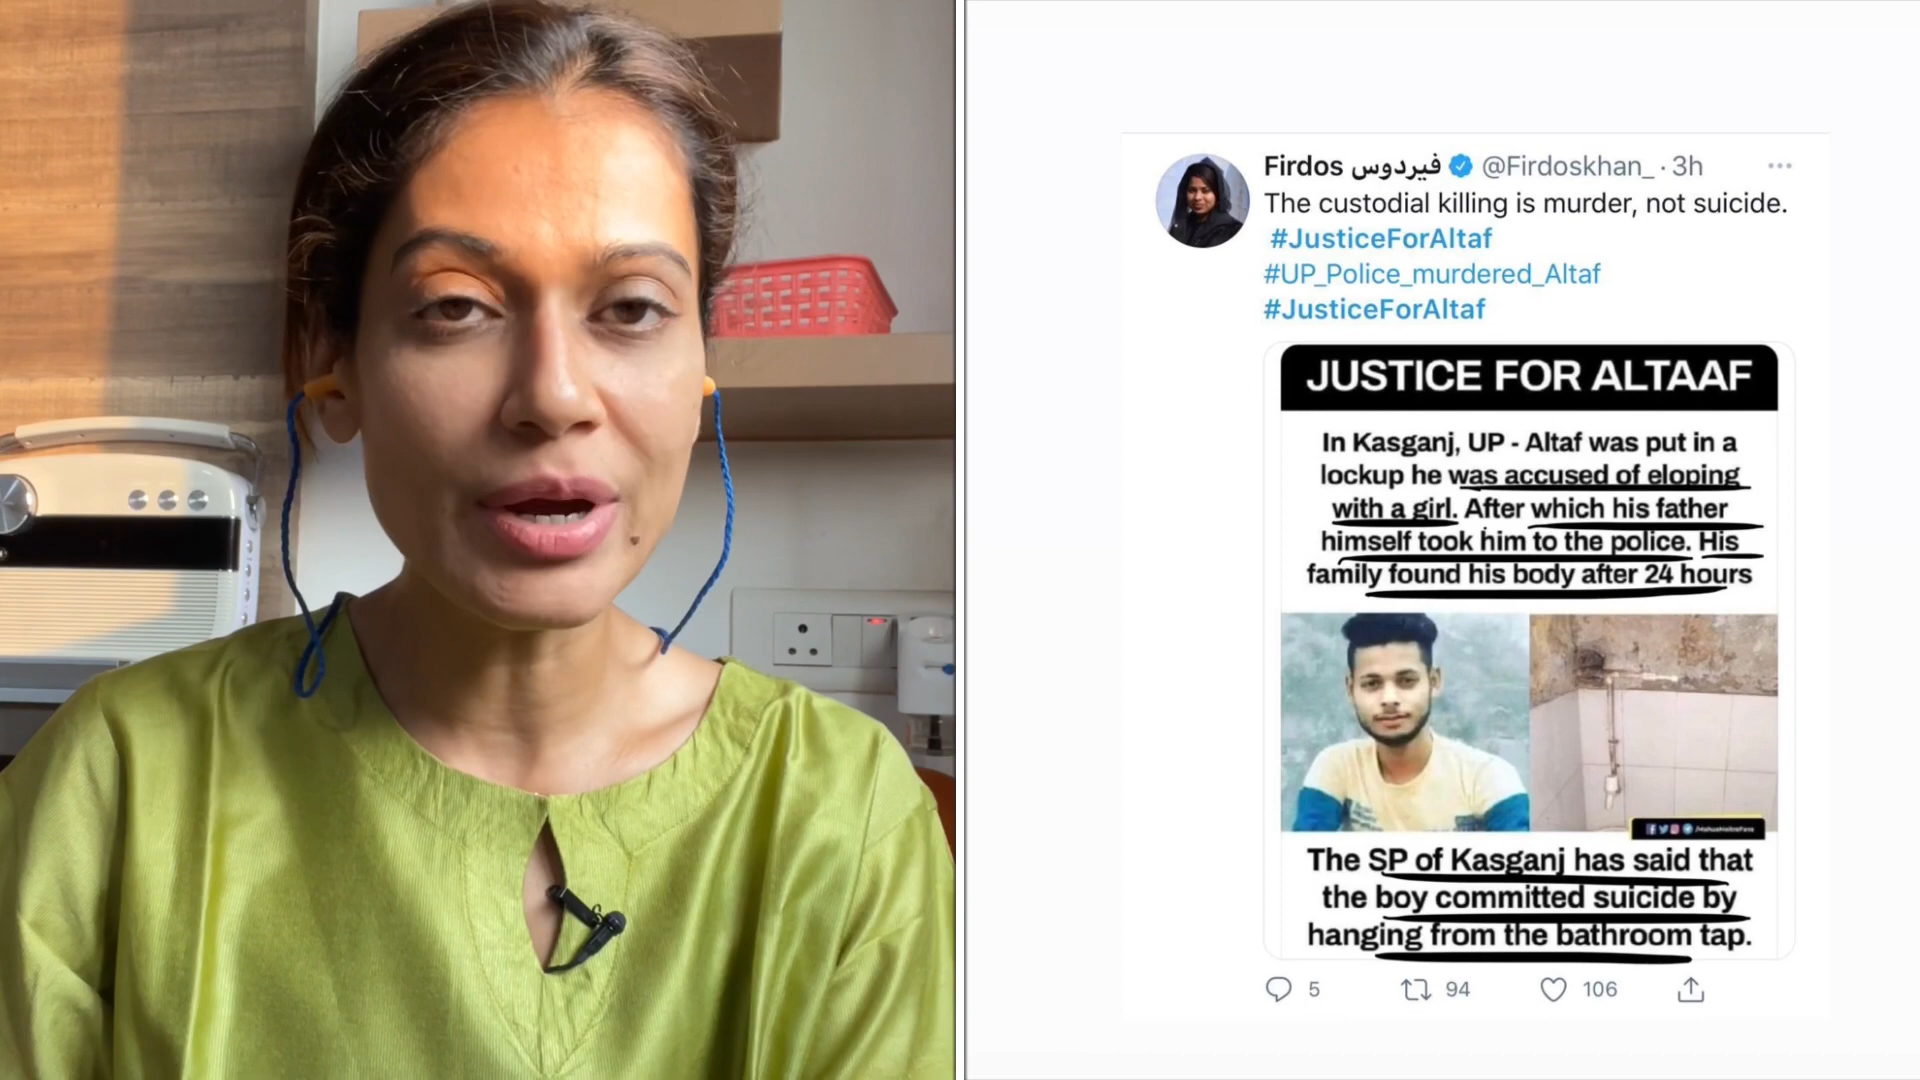 Firdos فیردوس @Firdoskhan_ · 3h
The custodial killing is murder, not suicide.
#JusticeForAltaf
#UP_Police_murdered_Altaf
#JusticeForAltaf
JUSTICE FOR ALTAAF
In Kasganj, UP - Altaf was put in a
lockup he was accused of eloping
with a girl. After which his father
himself took him to the police. His
family found his body after 24 hours
The SP of Kasganj has said that
the boy committed suicide by
hanging from the bathroom tap.
5 94 106